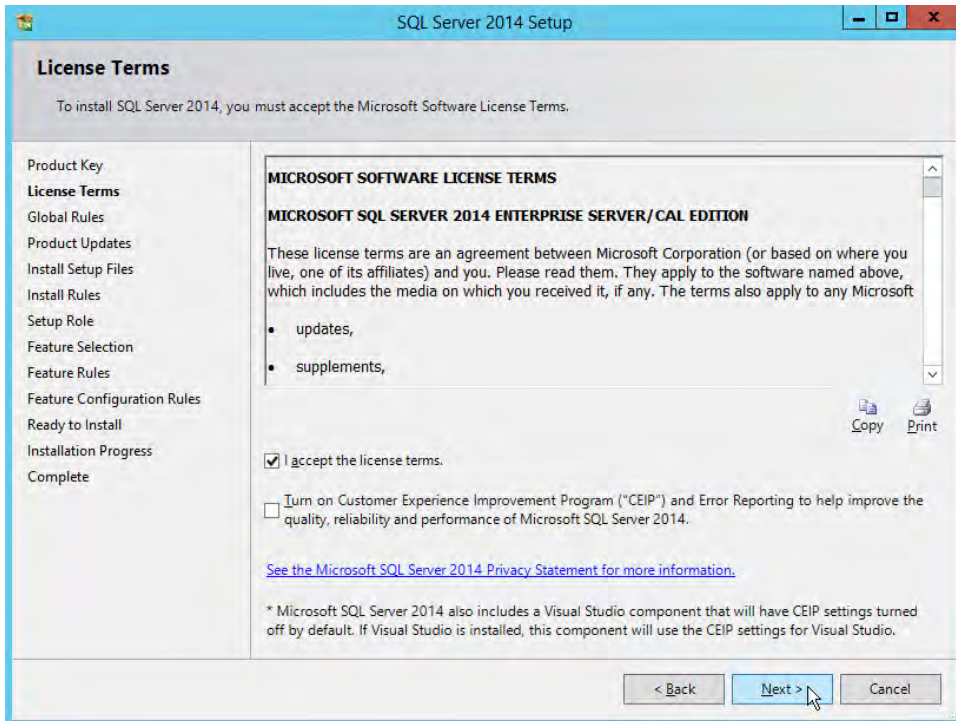 SQL Server 2014 Setup
License Terms
To install SQL Server 2014, you must accept the Microsoft Software License Terms.
Product Key
License Terms
Global Rules
Product Updates
Install Setup Files
Install Rules
Setup Role
Feature Selection
Feature Rules
Feature Configuration Rules
Ready to Install
Installation Progress
Complete
MICROSOFT SOFTWARE LICENSE TERMS
MICROSOFT SQL SERVER 2014 ENTERPRISE SERVER/CAL EDITION
These license terms are an agreement between Microsoft Corporation (or based on where you
live, one of its affiliates) and you. Please read them. They apply to the software named above,
which includes the media on which you received it, if any. The terms also apply to any Microsoft
• updates,
• supplements,
Copy Print
I accept the license terms.
Turn on Customer Experience Improvement Program ("CEIP") and Error Reporting to help improve the
quality, reliability and performance of Microsoft SQL Server 2014.
See the Microsoft SQL Server 2014 Privacy Statement for more information.
* Microsoft SQL Server 2014 also includes a Visual Studio component that will have CEIP settings turned
off by default. If Visual Studio is installed, this component will use the CEIP settings for Visual Studio.
< Back Next > Cancel